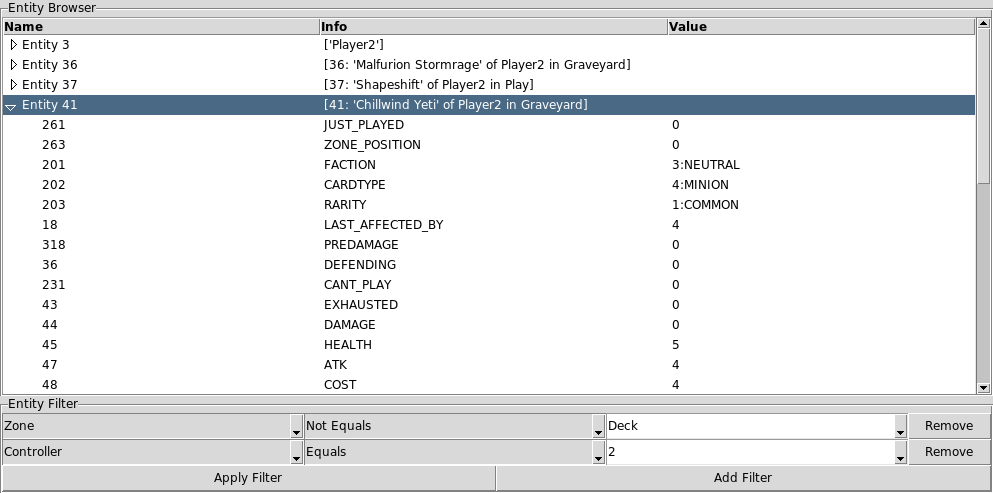 Entity Browser
Name Info Value
Entity 3 ['Player2']
Entity 36 [36: 'Malfurion Stormrage' of Player2 in Graveyard]
Entity 37 [37: 'Shapeshift' of Player2 in Play]
Entity 41 [41: 'Chillwind Yeti' of Player2 in Graveyard]
261 JUST_PLAYED 0
263 ZONE_POSITION 0
201 FACTION 3:NEUTRAL
202 CARDTYPE 4:MINION
203 RARITY 1:COMMON
18 LAST_AFFECTED_BY 4
318 PREDAMAGE 0
36 DEFENDING 0
231 CANT_PLAY 0
43 EXHAUSTED 0
44 DAMAGE 0
45 HEALTH 5
47 ATK 4
48 COST 4
Entity Filter
Zone Not Equals Deck Remove
Controller Equals 2 Remove
Apply Filter Add Filter